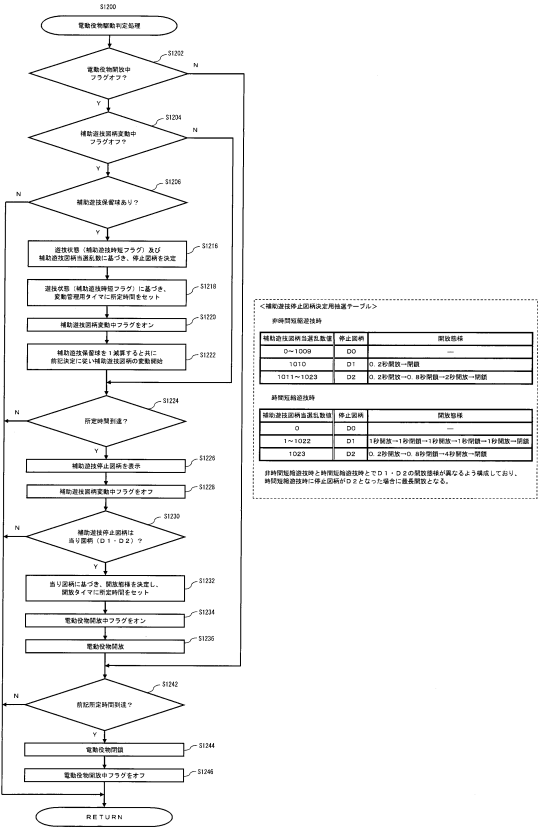 S1200
電動役物駆動判定処理
S1202
電動役物開放中
フラグオフ?
N
Y
S1204
補助遊技図柄変動中
フラグオフ?
N
Y
S1206
補助遊技保留球あり?
N
Y
S1216
遊技状態(補助遊技時短フラグ)及び
補助遊技図柄当選乱数に基づき、停止図柄を決定
S1218
遊技状態(補助遊技時短フラグ)に基づき、
変動管理用タイマに所定時間をセット
S1220
補助遊技図柄変動中フラグをオン
S1222
補助遊技保留球を1減算すると共に
前記決定に従い補助遊技図柄の変動開始
S1224
所定時間到達?
N
Y
S1226
補助遊技停止図柄を表示
S1228
補助遊技図柄変動中フラグをオフ
S1230
補助遊技停止図柄は
当り図柄(D1・D2)?
N
Y
S1232
当り図柄に基づき、開放態様を決定し、
開放タイマに所定時間をセット
S1234
電動役物開放中フラグをオン
S1236
電動役物開放
S1242
前記所定時間到達?
N
Y
S1244
電動役物閉鎖
S1246
電動役物開放中フラグをオフ
RETURN
<補助遊技停止図柄決定用抽選テーブル>
非時間短縮遊技時
補助遊技図柄当選乱数値 停止図柄 開放態様
0~1009 D0 ―
1010 D1 0.2秒開放→閉鎖
1011~1023 D2 0.2秒開放→0.8秒閉鎖→2秒開放→閉鎖
時間短縮遊技時
補助遊技図柄当選乱数値 停止図柄 開放態様
0 D0 ―
1~1022 D1 1秒開放→1秒閉鎖→1秒開放→1秒閉鎖→1秒開放→閉鎖
1023 D2 0.2秒開放→0.8秒閉鎖→4秒開放→閉鎖
非時間短縮遊技時と時間短縮遊技時とでD1・D2の開放態様が異なるよう構成しており、
時間短縮遊技時に停止図柄がD2となった場合に最長開放となる。